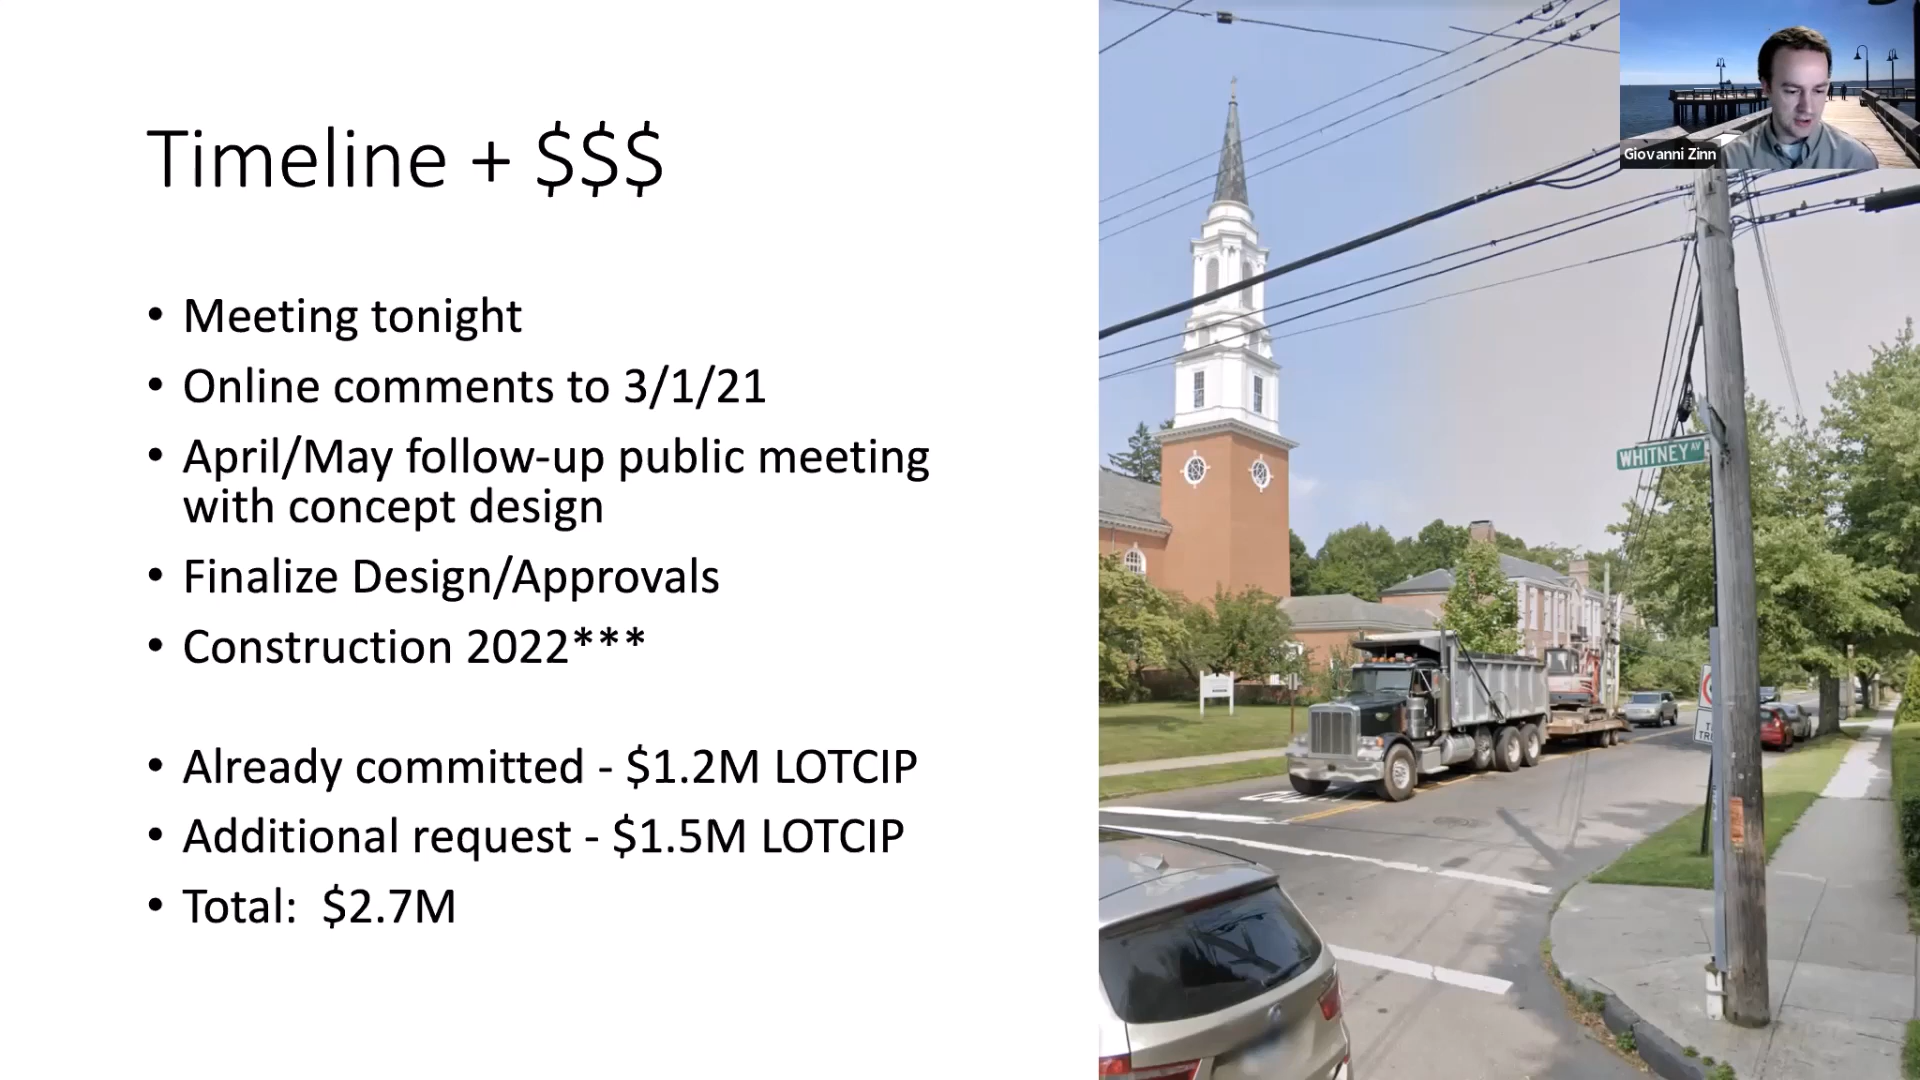 Timeline + $$$
• Meeting tonight
• Online comments to 3/1/21
• April/May follow-up public meeting
with concept design
• Finalize Design/Approvals
• Construction 2022***
• Already committed - $1.2M LOTCIP
• Additional request - $1.5M LOTCIP
• Total:  $2.7M
Giovanni Zinn
WHITNEY AV